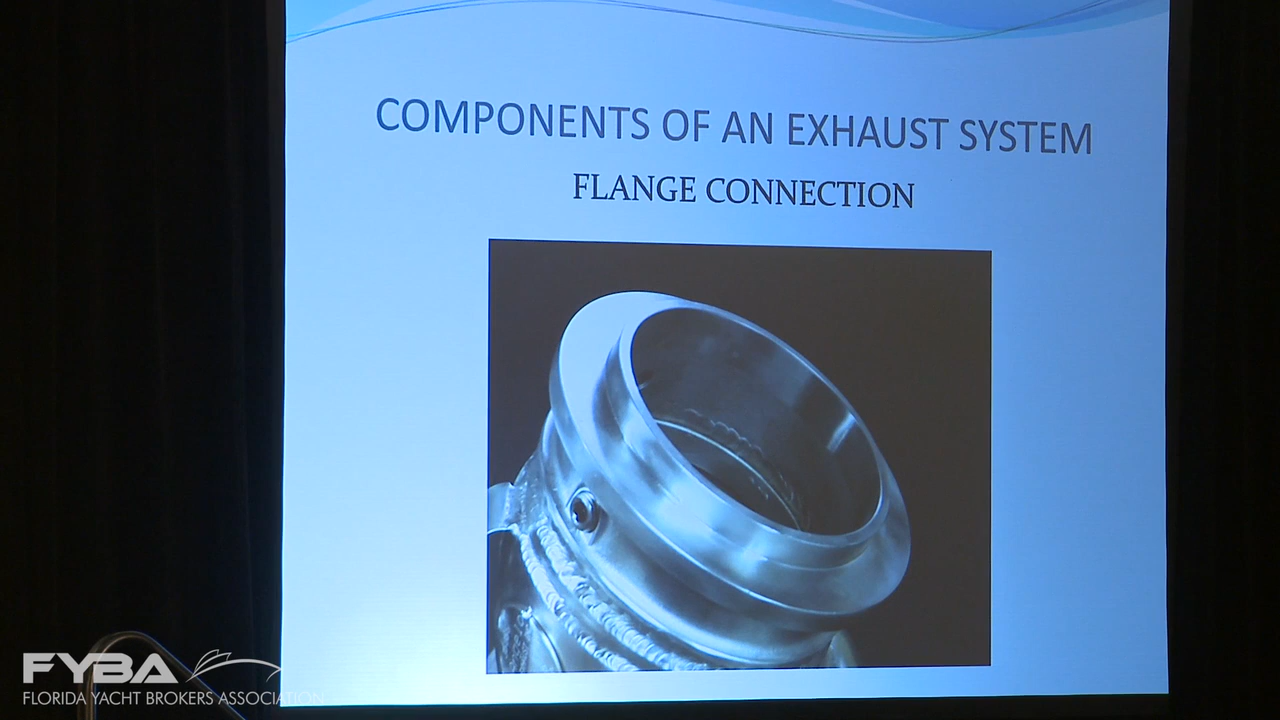 COMPONENTS OF AN EXHAUST SYSTEM
FLANGE CONNECTION
FYBA
FLORIDA YACHT BROKERS ASSOCIATION